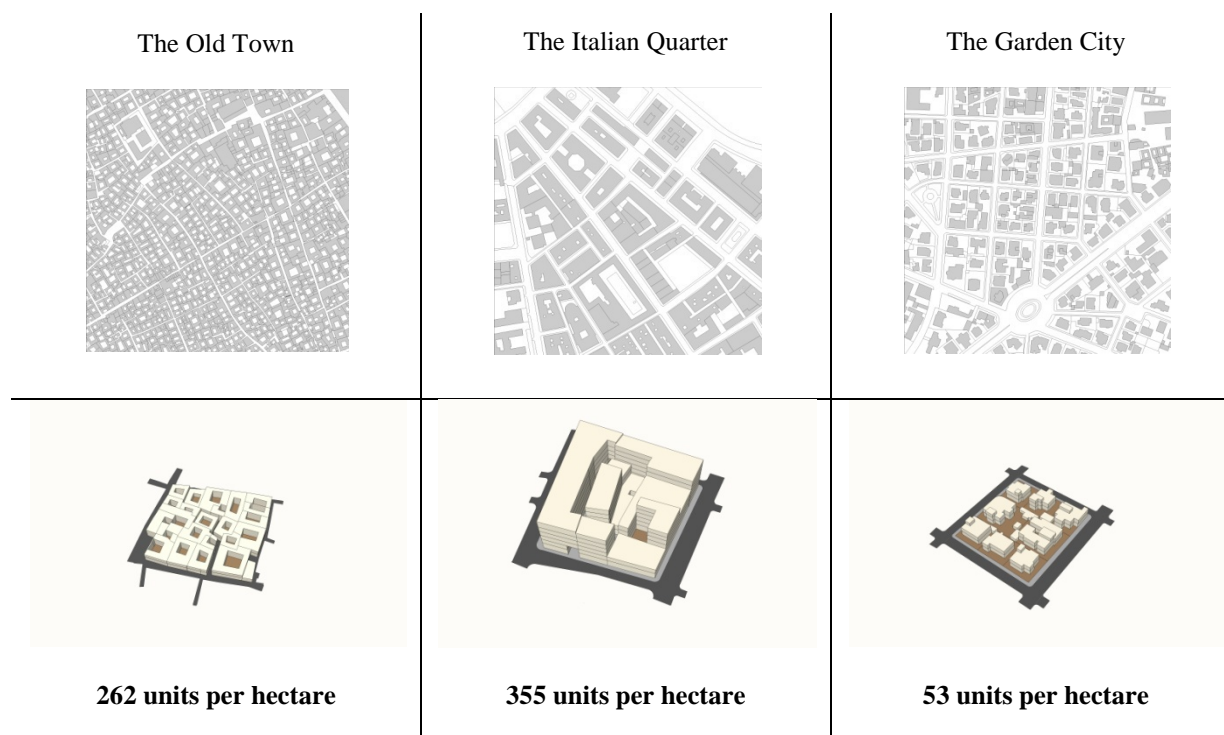 The Old Town
The Italian Quarter
The Garden City
262 units per hectare
355 units per hectare
53 units per hectare